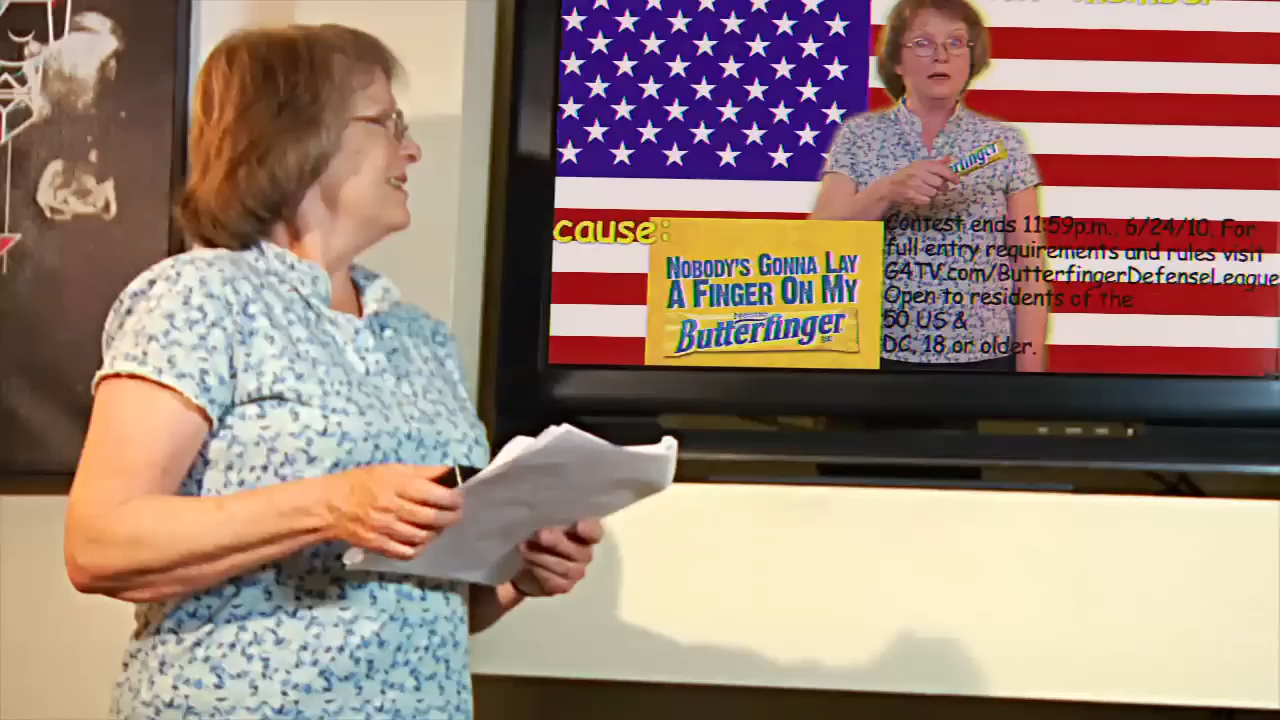 cause:
NOBODY'S GONNA LAY
A FINGER ON MY
Butterfinger
Contest ends 11:59p.m., 6/24/10. For
full entry requirements and rules visit
G4TV.com/ButterfingerDefenseLeague
Open to residents of the
50 US &
DC, 18 or older.